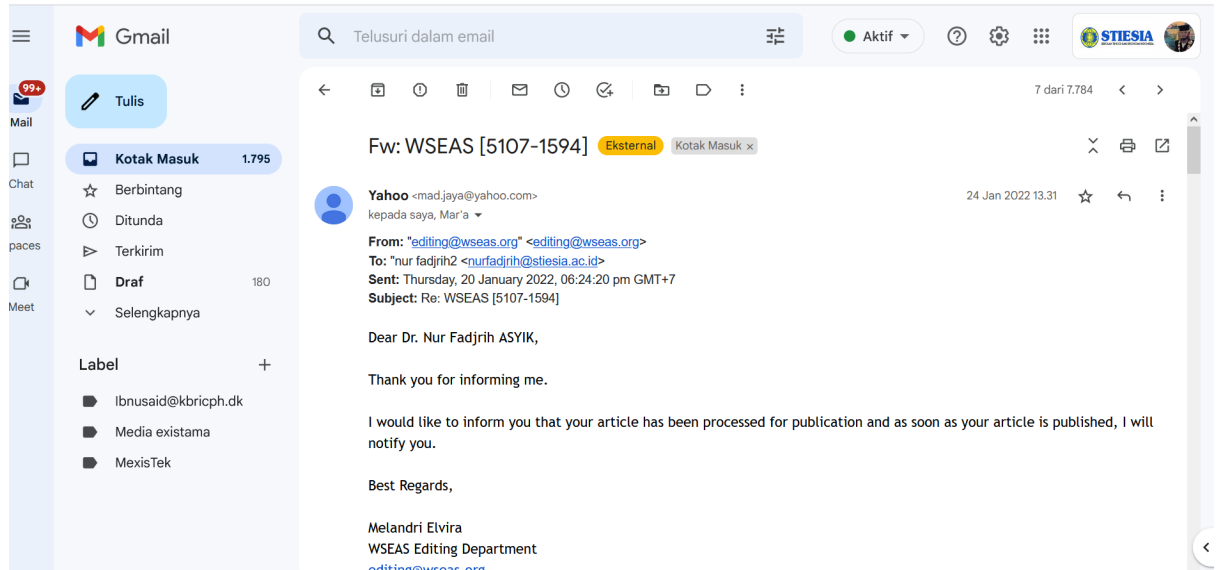 Gmail
Telusuri dalam email
Aktif
STIESIA
99+
Mail
Tulis
7 dari 7.784
Kotak Masuk 1.795
Chat
Berbintang
Ditunda
paces
Terkirim
Draf 180
Meet
Selengkapnya
Label +
Ibnusaid@kbricph.dk
Media existama
MexisTek
Fw: WSEAS [5107-1594] Eksternal Kotak Masuk ×
Yahoo <mad.jaya@yahoo.com> 24 Jan 2022 13.31
kepada saya, Mar'a
From: "editing@wseas.org" <editing@wseas.org>
To: "nur fadjrih2 <nurfadjrih@stiesia.ac.id>
Sent: Thursday, 20 January 2022, 06:24:20 pm GMT+7
Subject: Re: WSEAS [5107-1594]
Dear Dr. Nur Fadjrih ASYIK,
Thank you for informing me.
I would like to inform you that your article has been processed for publication and as soon as your article is published, I will
notify you.
Best Regards,
Melandri Elvira
WSEAS Editing Department
editing@wseas.org